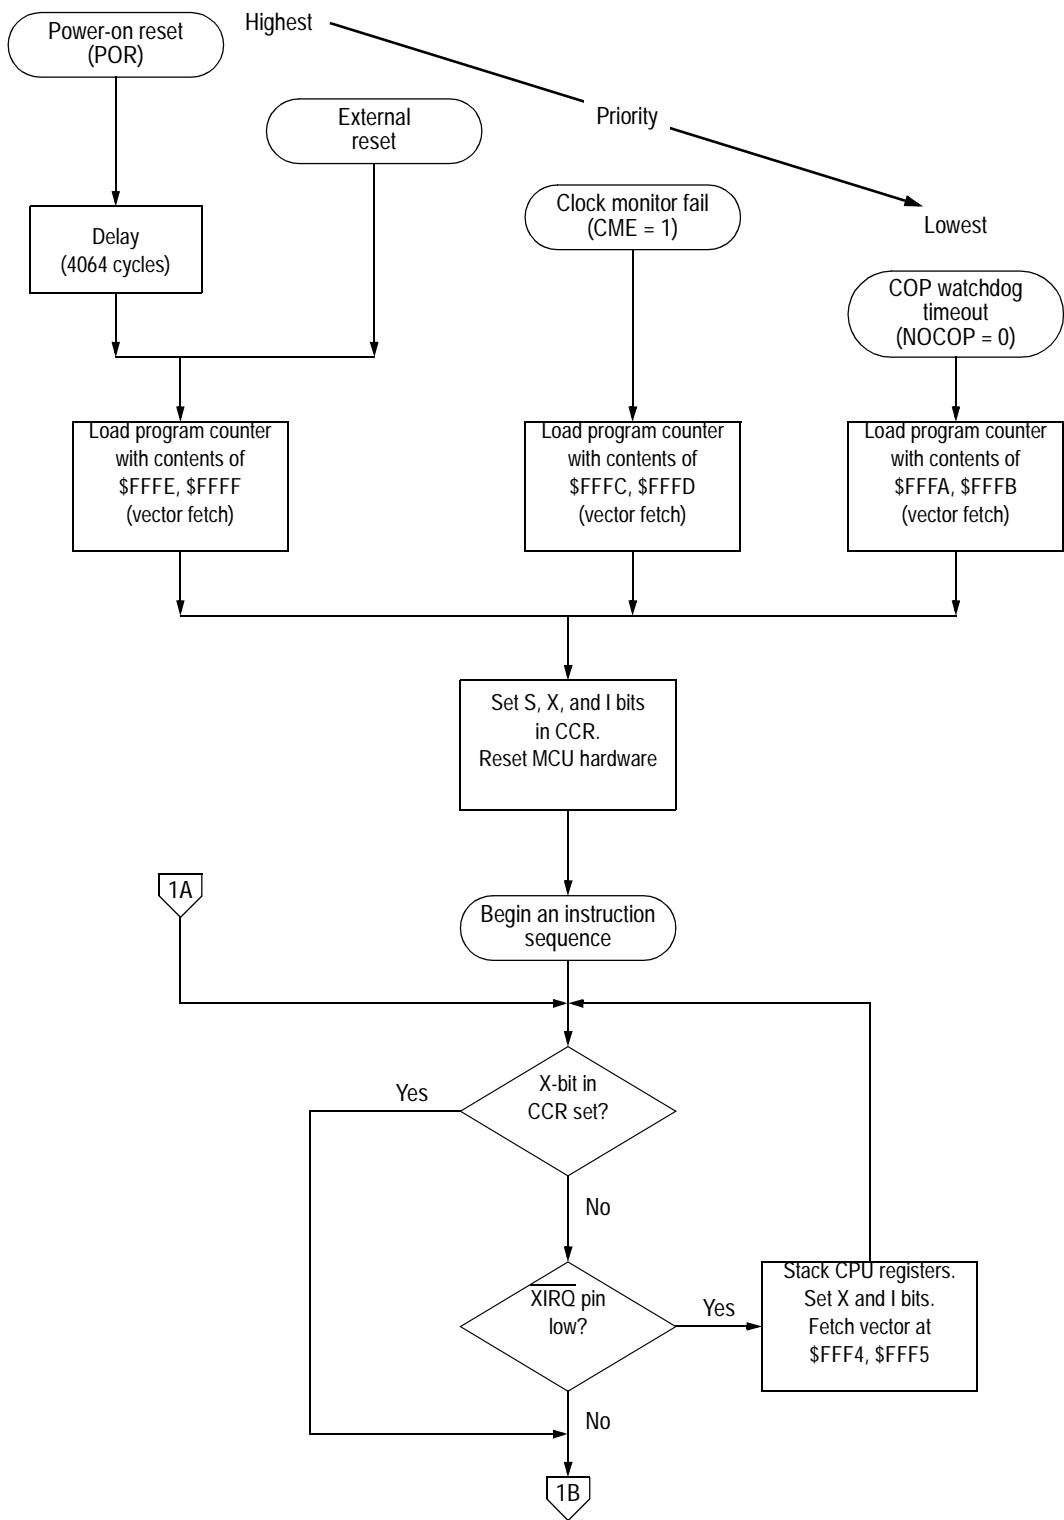 Power-on reset
(POR)
Highest
External
reset
Priority
Clock monitor fail
(CME = 1)
Lowest
Delay
(4064 cycles)
COP watchdog
timeout
(NOCOP = 0)
Load program counter
with contents of
$FFFE, $FFFF
(vector fetch)
Load program counter
with contents of
$FFFC, $FFFD
(vector fetch)
Load program counter
with contents of
$FFFA, $FFFB
(vector fetch)
Set S, X, and I bits
in CCR.
Reset MCU hardware
1A
Begin an instruction
sequence
X-bit in
CCR set?
Yes
No
XIRQ pin
low?
Yes
Stack CPU registers.
Set X and I bits.
Fetch vector at
$FFF4, $FFF5
No
1B